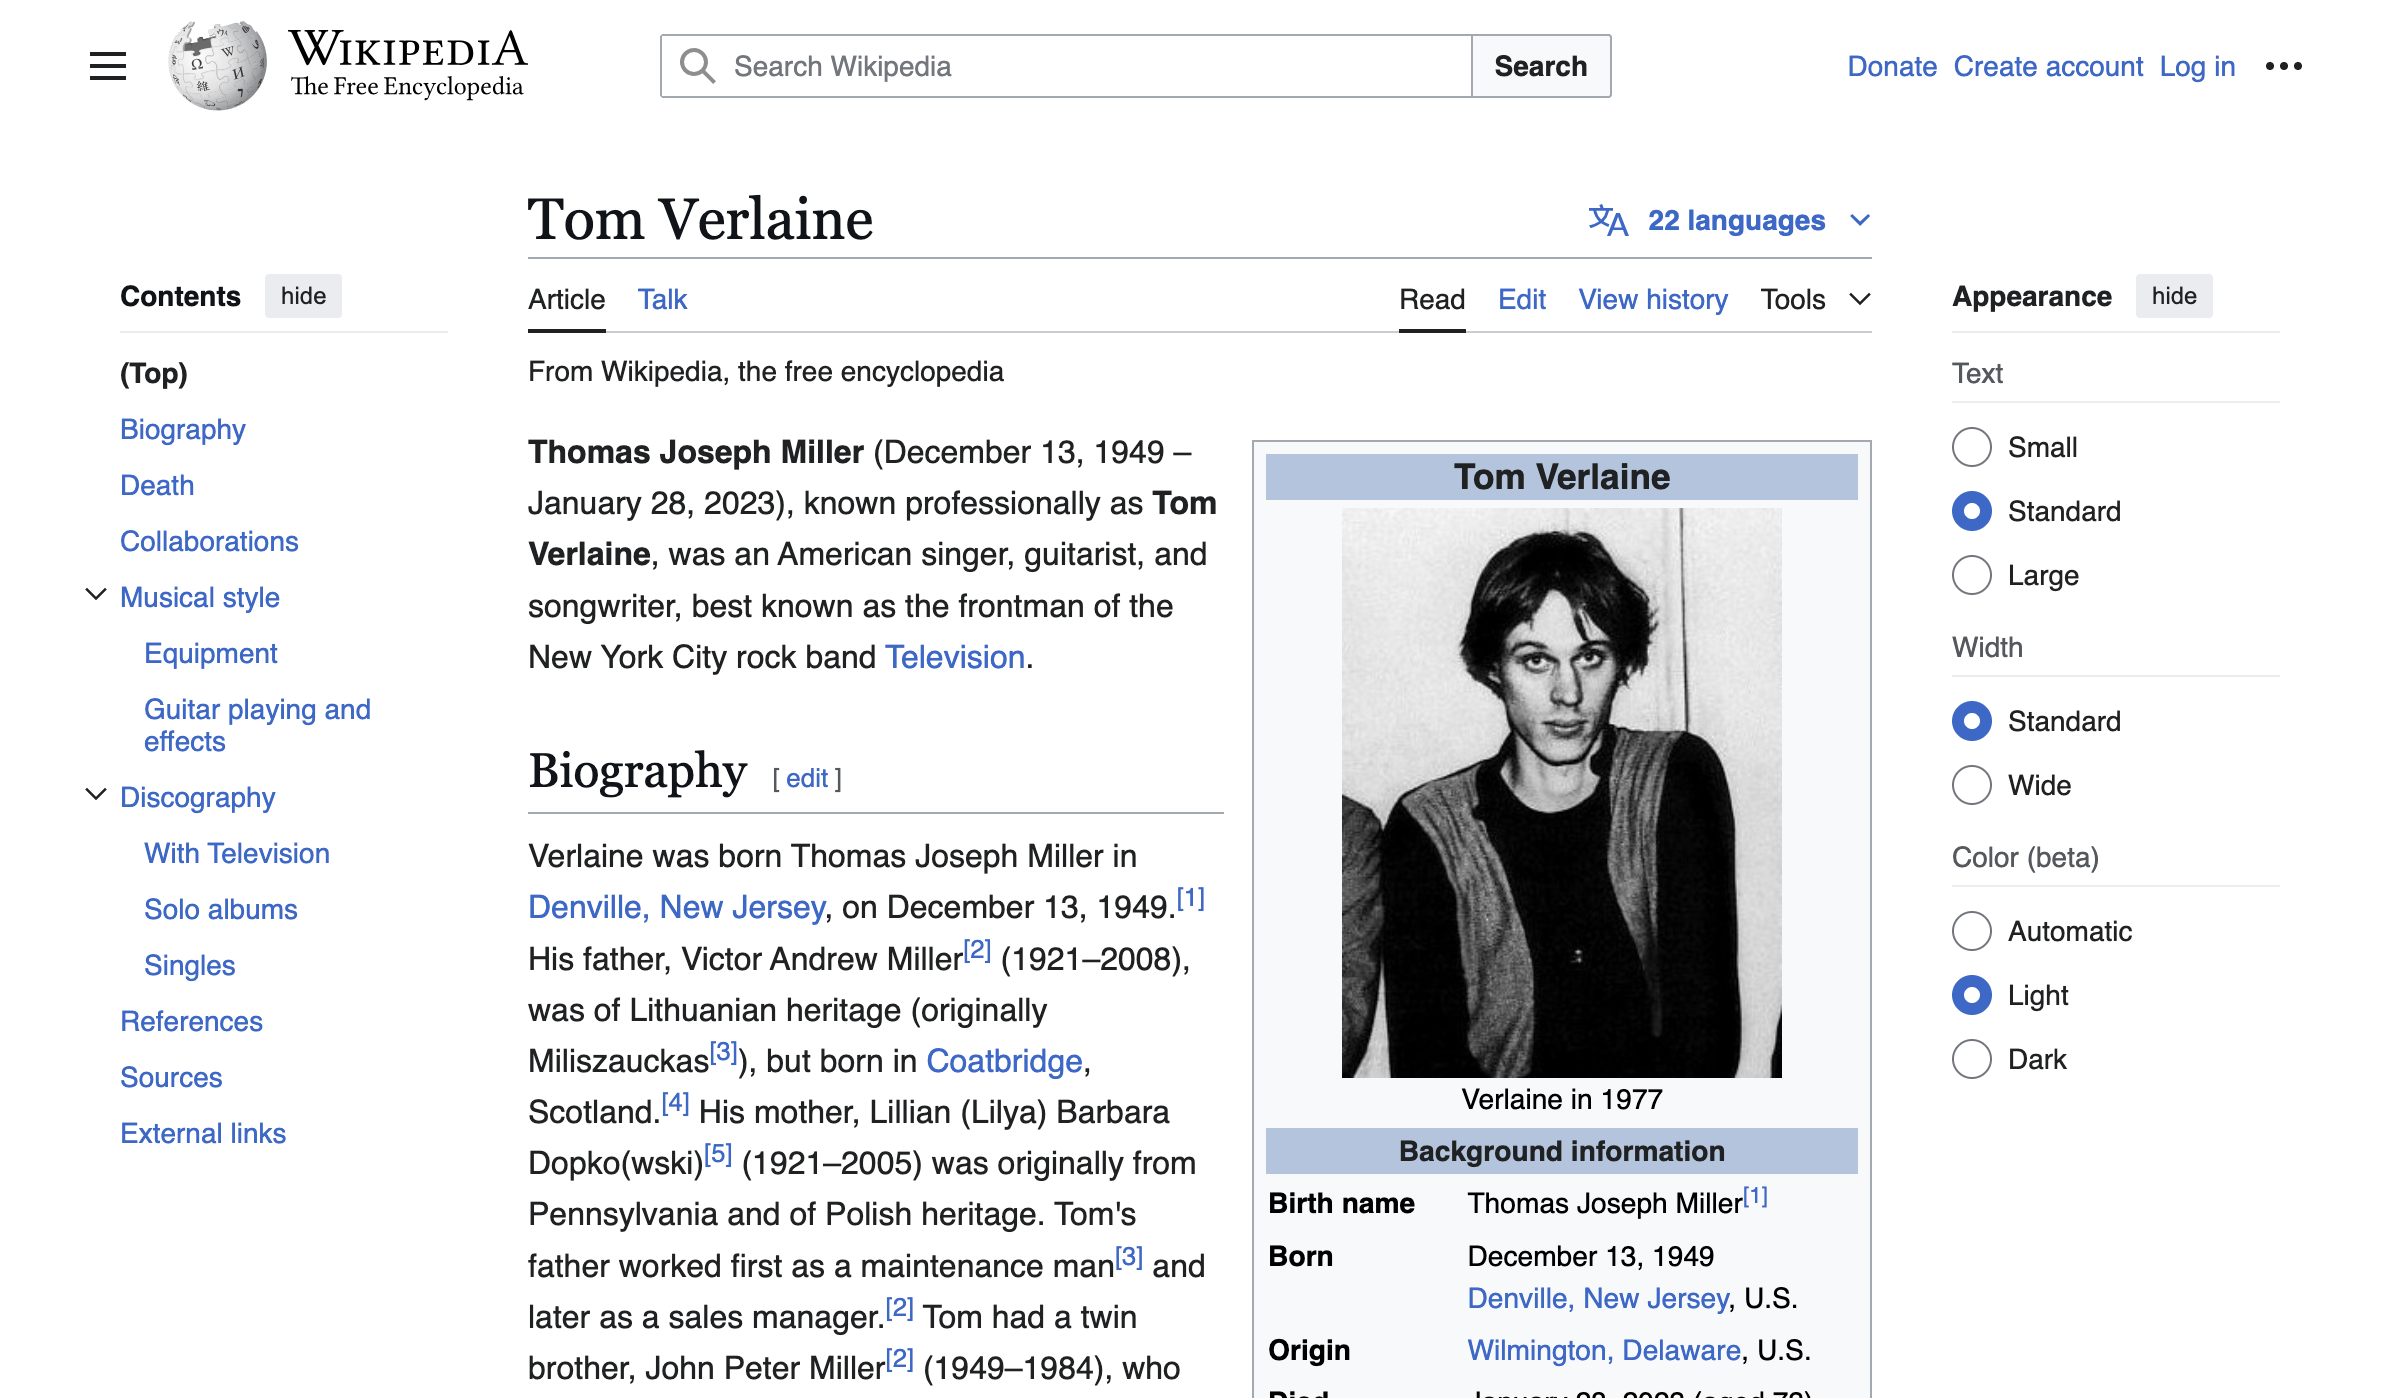 WIKIPEDIA
The Free Encyclopedia
Search Wikipedia
Search
Donate
Create account
Log in
Contents
hide
(Top)
Biography
Death
Collaborations
Musical style
Equipment
Guitar playing and
effects
Discography
With Television
Solo albums
Singles
References
Sources
External links
Tom Verlaine
22 languages
Article
Talk
Read
Edit
View history
Tools
From Wikipedia, the free encyclopedia
Thomas Joseph Miller (December 13, 1949 –
January 28, 2023), known professionally as Tom
Verlaine, was an American singer, guitarist, and
songwriter, best known as the frontman of the
New York City rock band Television.
Biography [ edit ]
Verlaine was born Thomas Joseph Miller in
Denville, New Jersey, on December 13, 1949.[1]
His father, Victor Andrew Miller[2] (1921–2008),
was of Lithuanian heritage (originally
Miliszauckas[3]), but born in Coatbridge,
Scotland.[4] His mother, Lillian (Lilya) Barbara
Dopko(wski)[5] (1921–2005) was originally from
Pennsylvania and of Polish heritage. Tom's
father worked first as a maintenance man[3] and
later as a sales manager.[2] Tom had a twin
brother, John Peter Miller[2] (1949–1984), who
Tom Verlaine
Verlaine in 1977
Background information
Birth name Thomas Joseph Miller[1]
Born December 13, 1949
Denville, New Jersey, U.S.
Origin Wilmington, Delaware, U.S.
Appearance
hide
Text
Small
Standard
Large
Width
Standard
Wide
Color (beta)
Automatic
Light
Dark